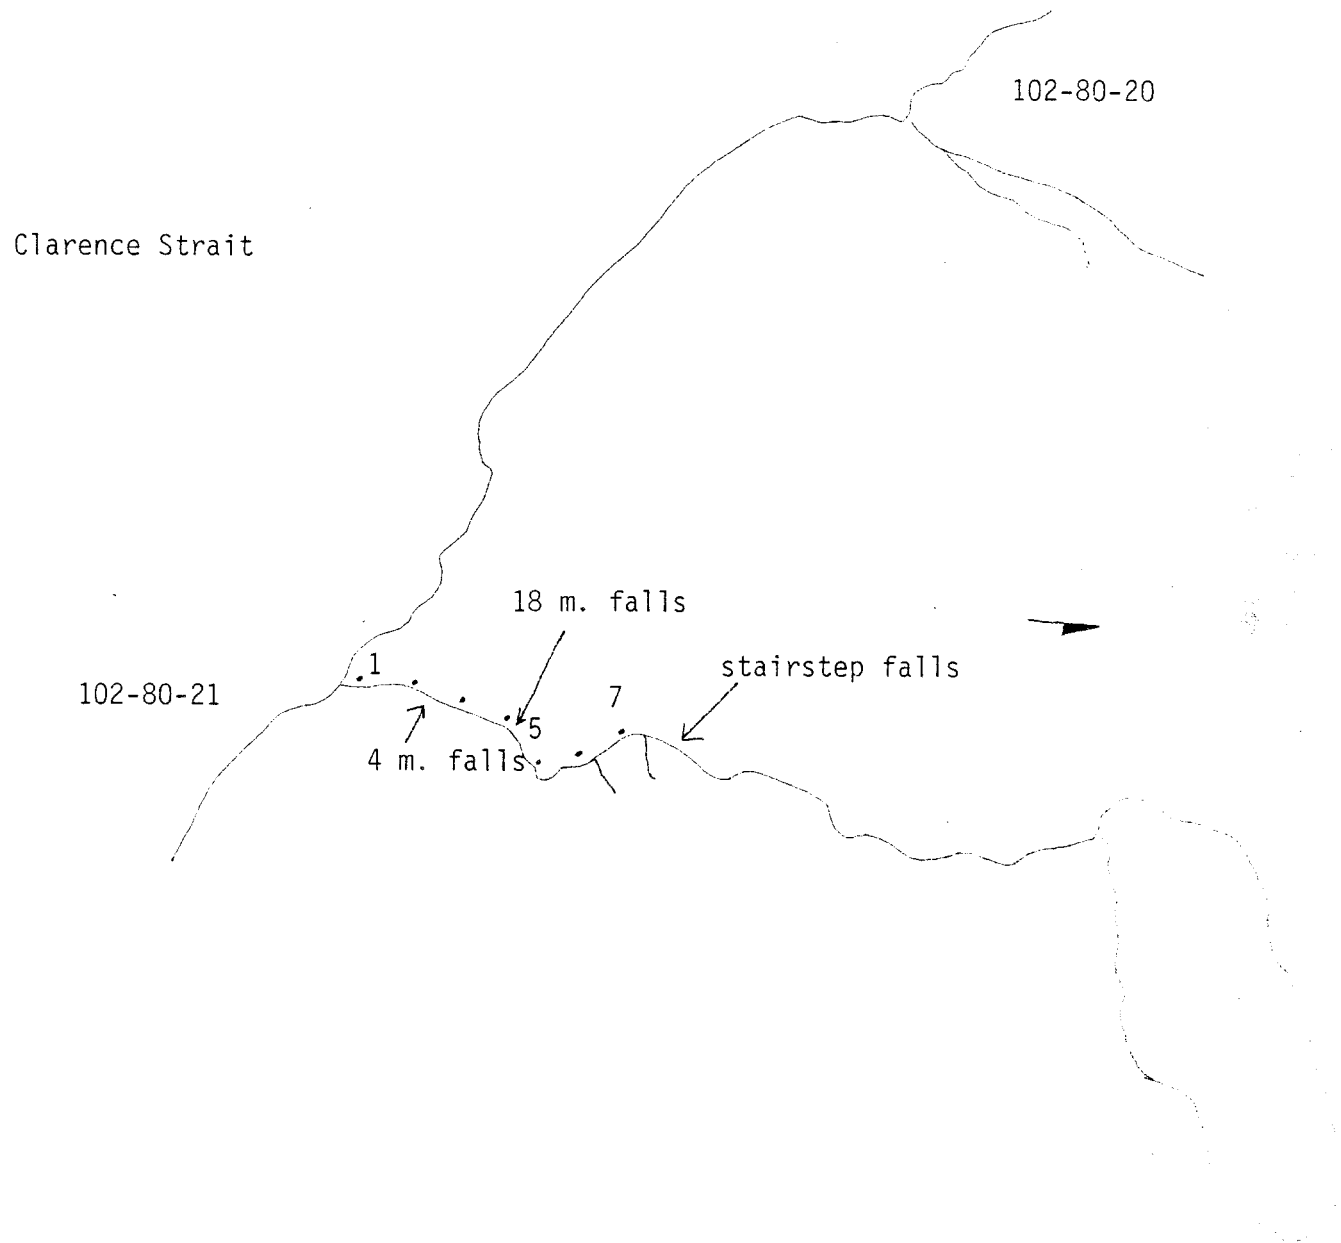 102-80-20
Clarence Strait
18 m. falls
1
stairstep falls
102-80-21
7
5
4 m. falls